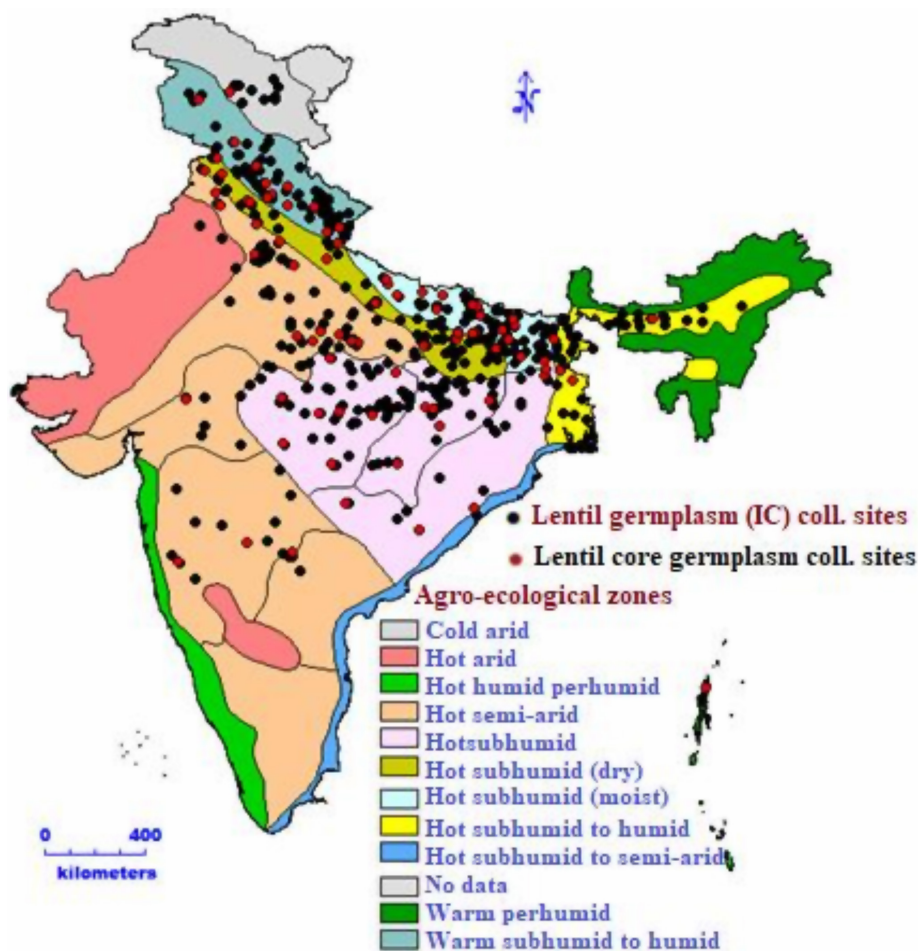 N
Lentil germplasm (IC) coll. sites
Lentil core germplasm coll. sites
Agro-ecological zones
Cold arid
Hot arid
Hot humid perhumid
Hot semi-arid
Hotsubhumid
Hot subhumid (dry)
Hot subhumid (moist)
Hot subhumid to humid
Hot subhumid to semi-arid
No data
Warm perhumid
Warm subhumid to humid
0 400
kilometers